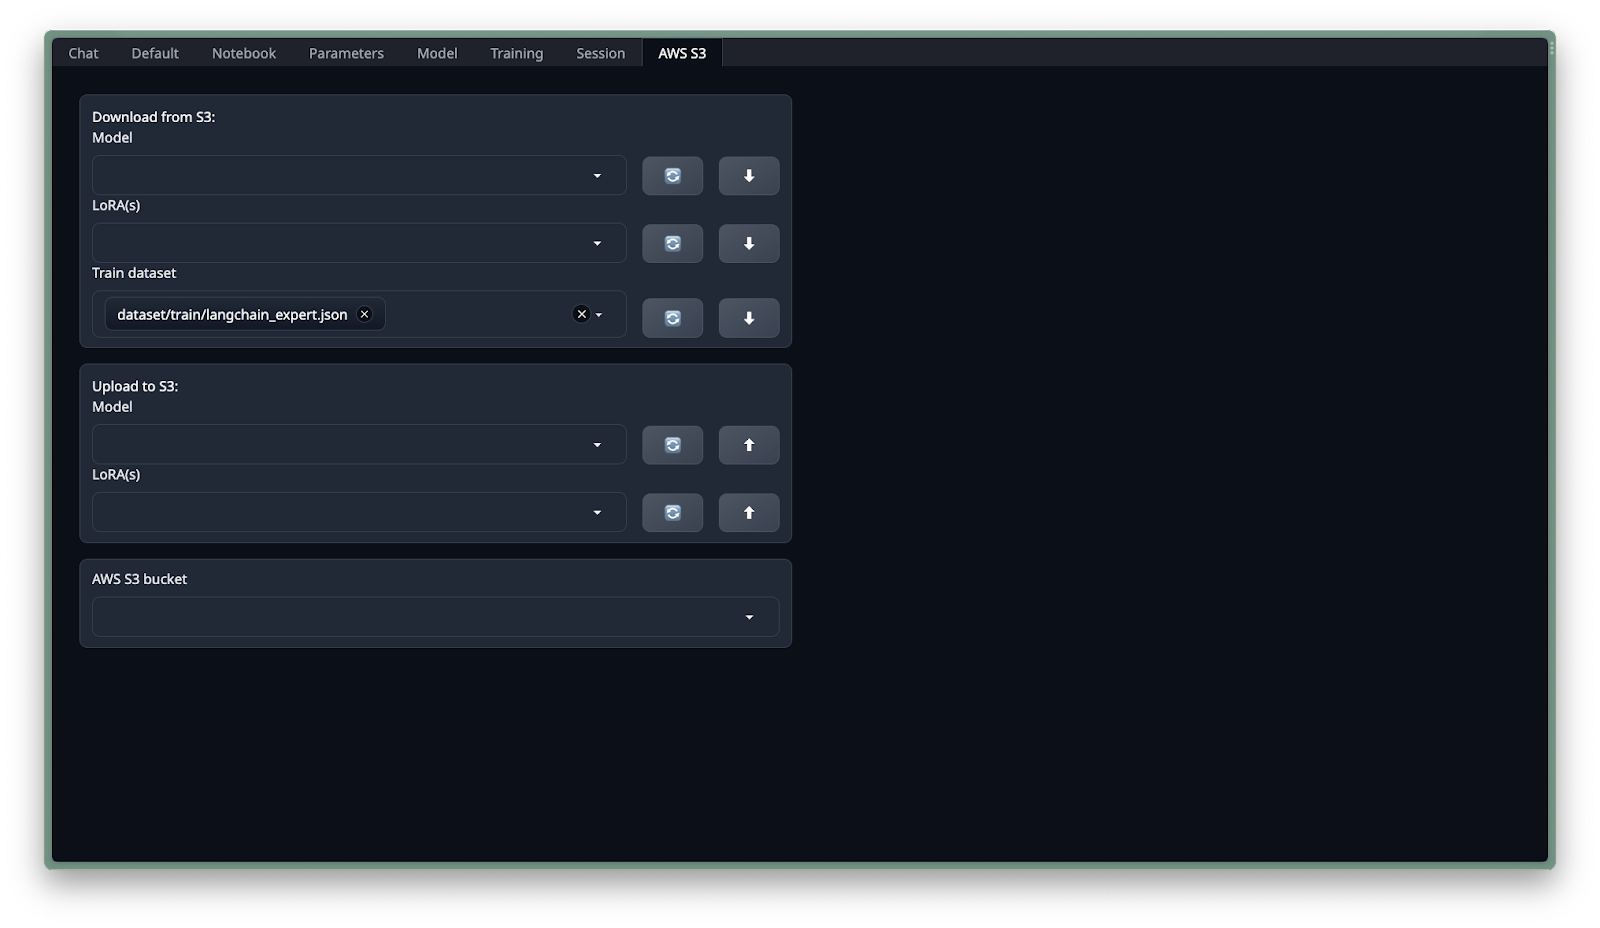 Chat Default Notebook Parameters Model Training Session AWS S3
Download from S3:
Model
LoRA(s)
Train dataset
dataset/train/langchain_expert.json
Upload to S3:
Model
LoRA(s)
AWS S3 bucket